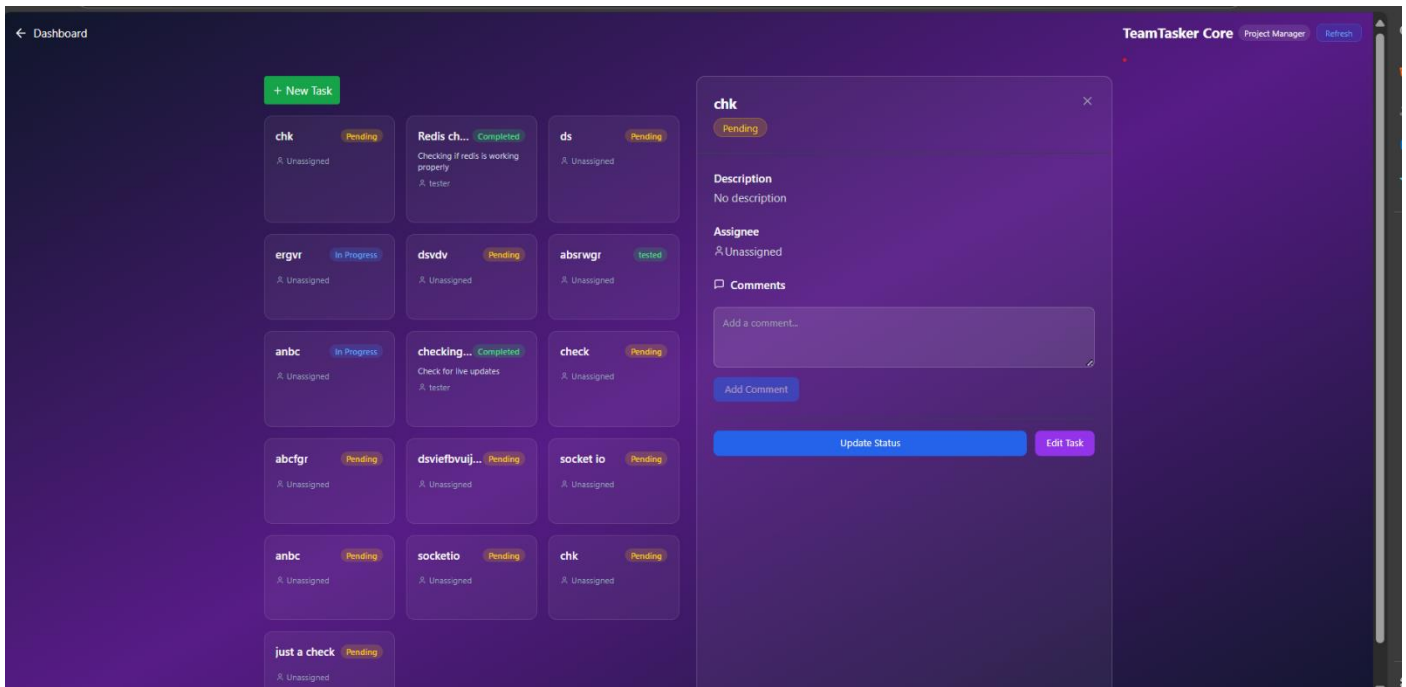 ← Dashboard
TeamTasker Core Project Manager Refresh
+ New Task
chk Pending
Unassigned
Redis ch... Completed
Checking if redis is working
properly
tester
ds Pending
Unassigned
ergvr In Progress
Unassigned
dsvdv Pending
Unassigned
absrwgr tested
Unassigned
anbc In Progress
Unassigned
checking... Completed
Check for live updates
tester
check Pending
Unassigned
abcfgr Pending
Unassigned
dsviefbvuij... Pending
Unassigned
socket io Pending
Unassigned
anbc Pending
Unassigned
socketio Pending
Unassigned
chk Pending
Unassigned
just a check Pending
Unassigned
chk
Pending
Description
No description
Assignee
Unassigned
Comments
Add a comment...
Add Comment
Update Status Edit Task